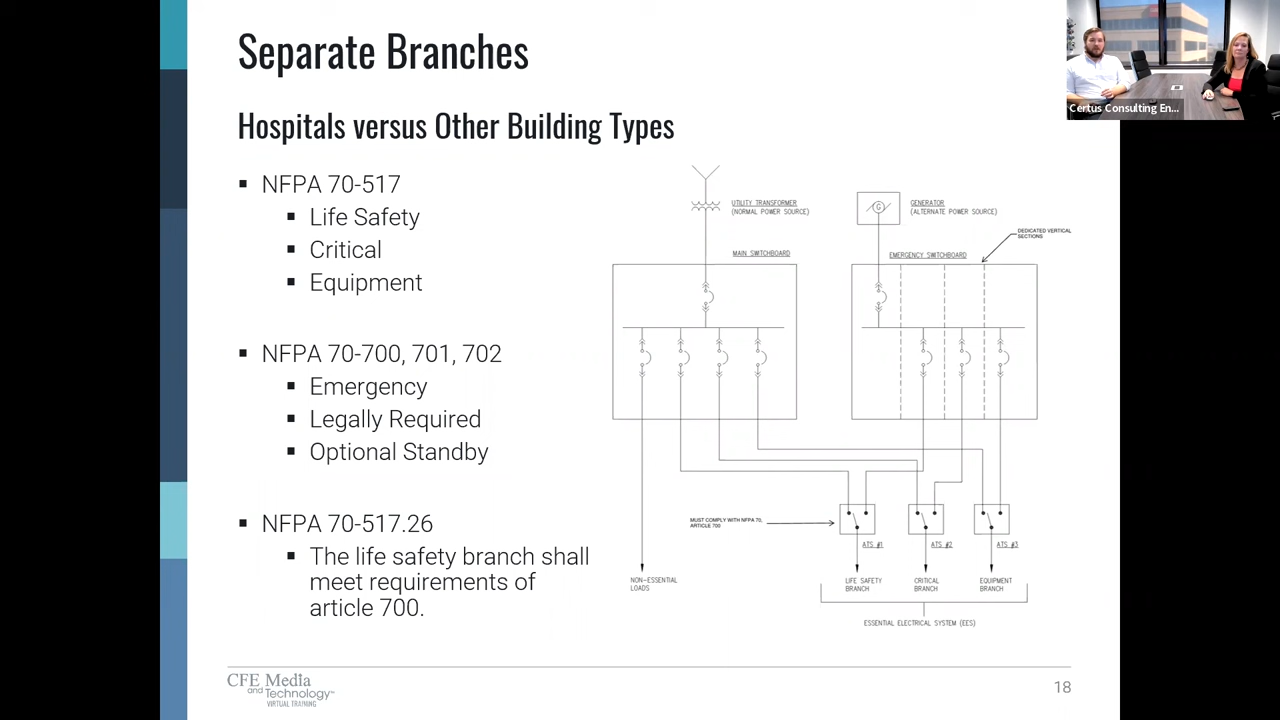 Separate Branches
Hospitals versus Other Building Types
NFPA 70-517
Life Safety
Critical
Equipment
NFPA 70-700, 701, 702
Emergency
Legally Required
Optional Standby
NFPA 70-517.26
The life safety branch shall
meet requirements of
article 700.
UTILITY TRANSFORMER
(NORMAL POWER SOURCE)
G
GENERATOR
(ALTERNATE POWER SOURCE)
DEDICATED VERTICAL
SECTIONS
MAIN SWITCHBOARD
EMERGENCY SWITCHBOARD
MUST COMPLY WITH NFPA 70,
ARTICLE 700
ATS #1
ATS #2
ATS #3
NON-ESSENTIAL
LOADS
LIFE SAFETY
BRANCH
CRITICAL
BRANCH
EQUIPMENT
BRANCH
ESSENTIAL ELECTRICAL SYSTEM (EES)
CFE Media
and Technology™
VIRTUAL TRAINING
18
Certus Consulting En...